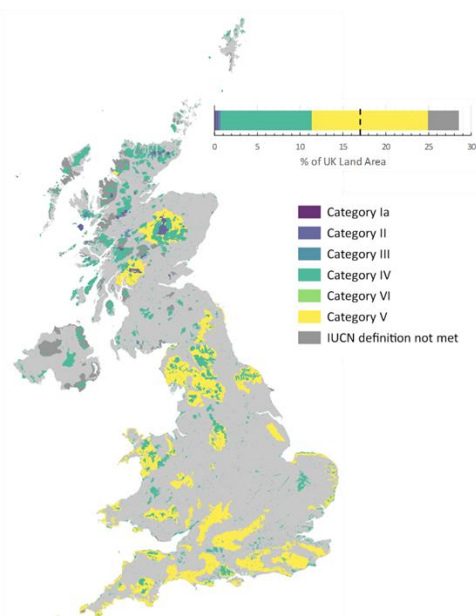 0 5 10 15 20 25 30
% of UK Land Area
Category Ia
Category II
Category III
Category IV
Category VI
Category V
IUCN definition not met